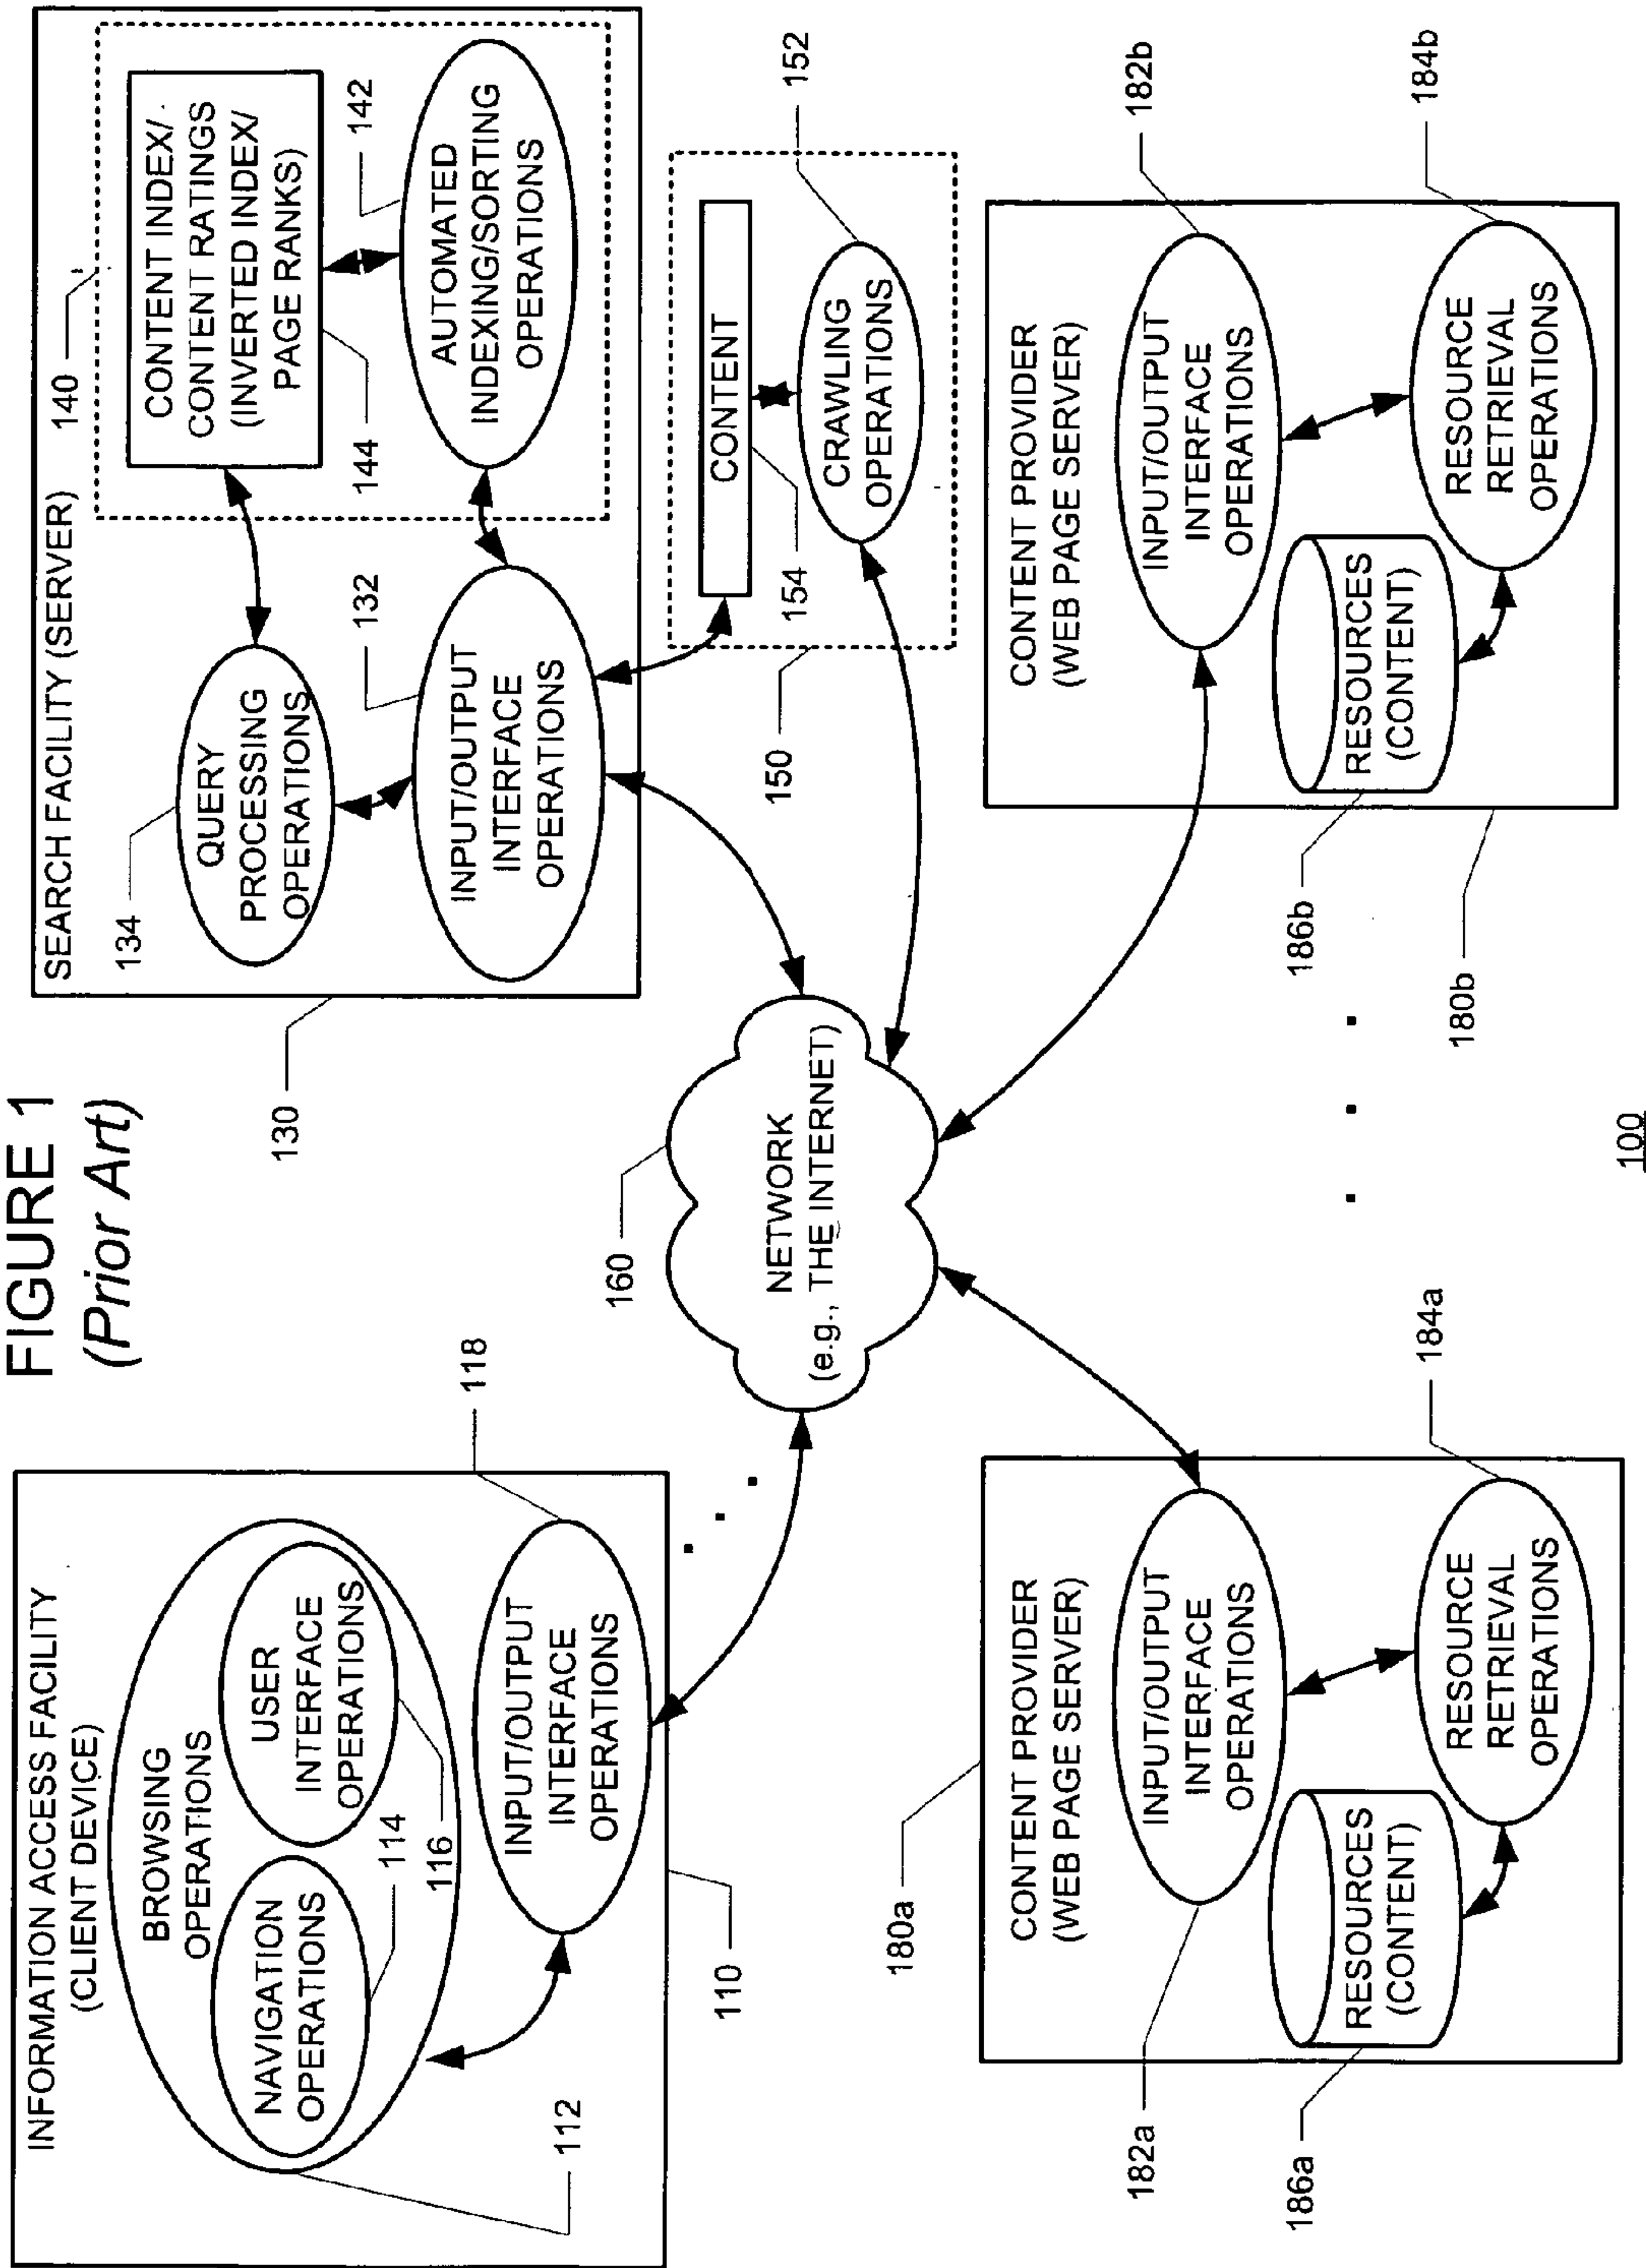 FIGURE 1
(Prior Art)
INFORMATION ACCESS FACILITY
(CLIENT DEVICE)
BROWSING
OPERATIONS
NAVIGATION
OPERATIONS
USER
INTERFACE
OPERATIONS
114
116
112
INPUT/OUTPUT
INTERFACE
OPERATIONS
118
110
SEARCH FACILITY (SERVER)
140
134
QUERY
PROCESSING
OPERATIONS
CONTENT INDEX/
CONTENT RATINGS
(INVERTED INDEX/
PAGE RANKS)
144
142
132
INPUT/OUTPUT
INTERFACE
OPERATIONS
AUTOMATED
INDEXING/SORTING
OPERATIONS
130
CONTENT
154
CRAWLING
OPERATIONS
152
150
160
NETWORK
(e.g., THE INTERNET)
180a
CONTENT PROVIDER
(WEB PAGE SERVER)
INPUT/OUTPUT
INTERFACE
OPERATIONS
182a
RESOURCES
(CONTENT)
186a
RESOURCE
RETRIEVAL
OPERATIONS
184a
. . .
CONTENT PROVIDER
(WEB PAGE SERVER)
INPUT/OUTPUT
INTERFACE
OPERATIONS
182b
RESOURCES
(CONTENT)
186b
RESOURCE
RETRIEVAL
OPERATIONS
184b
180b
100